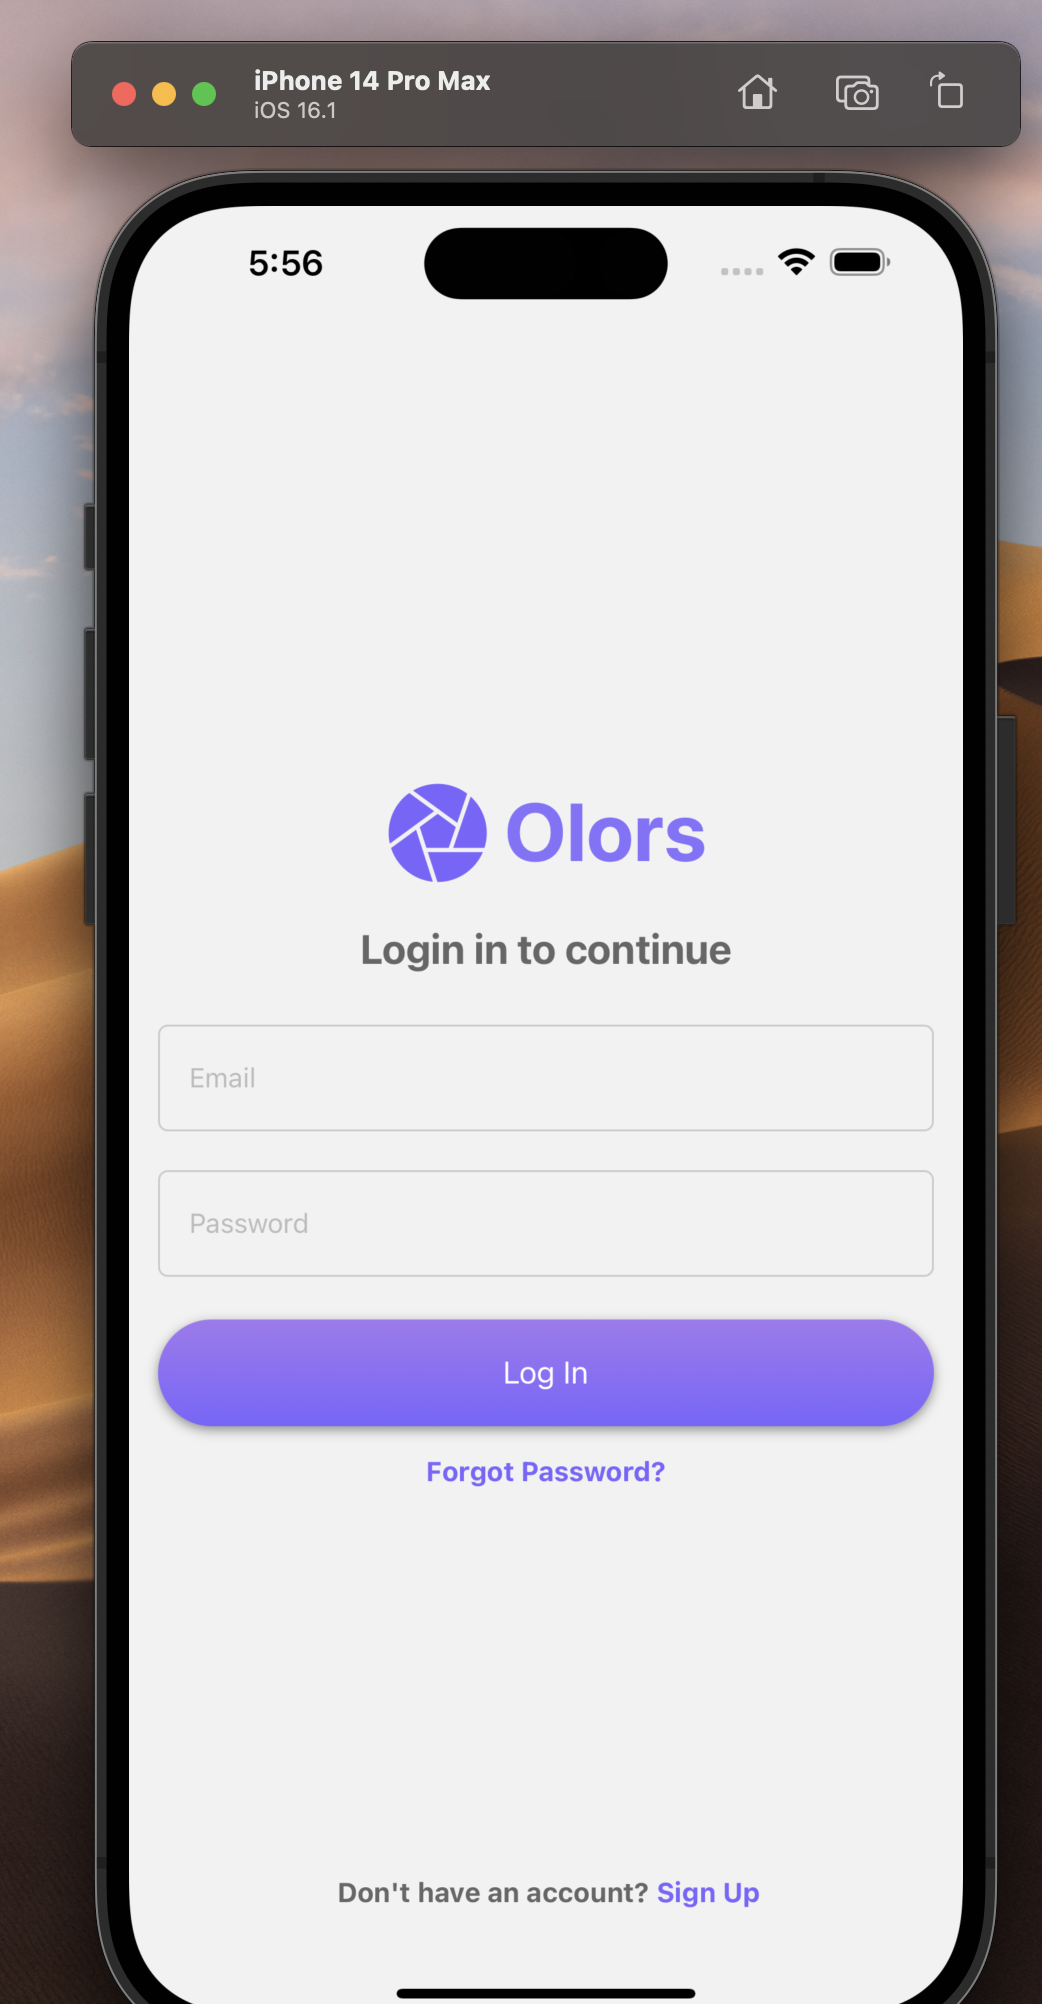 iPhone 14 Pro Max
iOS 16.1
5:56
Olors
Login in to continue
Email
Password
Log In
Forgot Password?
Don't have an account? Sign Up